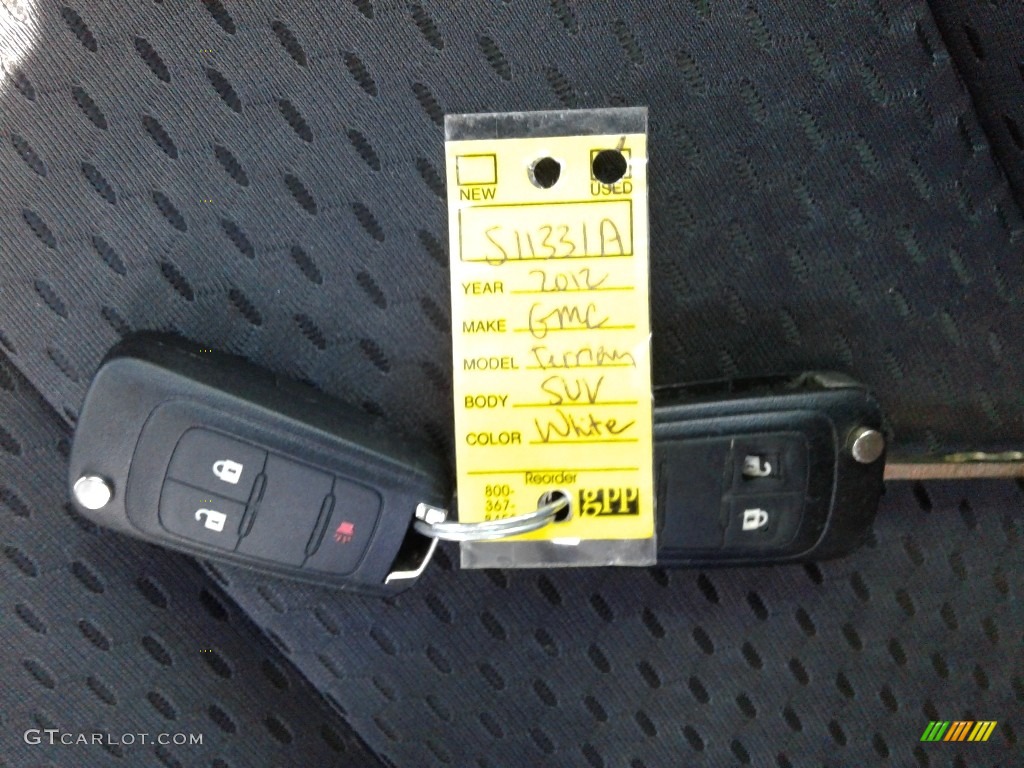 NEW USED
S11331A
YEAR 2012
MAKE GMC
MODEL Terrain
BODY SUV
COLOR White
Reorder
800-
367- gpp
GTCARLOT.COM